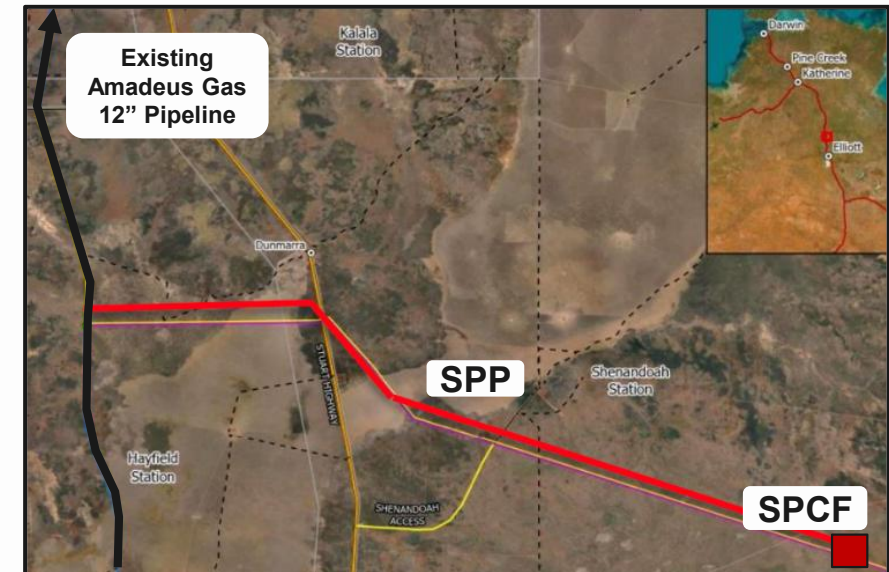 Existing
Amadeus Gas
12” Pipeline
Kalala
Station
Darwin
Pine Creek
Katherine
Elliott
Dunmarra
STUART HIGHWAY
SPP
Shenandoah
Station
Hayfield
Station
SHENANDOAH
ACCESS
SPCF